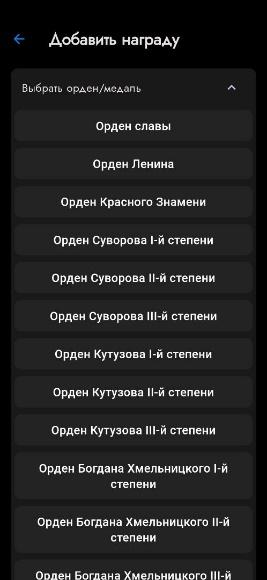 Добавить награду
Выбрать орден/медаль
Орден славы
Орден Ленина
Орден Красного Знамени
Орден Суворова I-й степени
Орден Суворова II-й степени
Орден Суворова III-й степени
Орден Кутузова I-й степени
Орден Кутузова II-й степени
Орден Кутузова III-й степени
Орден Богдана Хмельницкого I-й
степени
Орден Богдана Хмельницкого II-й
степени
Орден Богдана Хмельницкого III-й